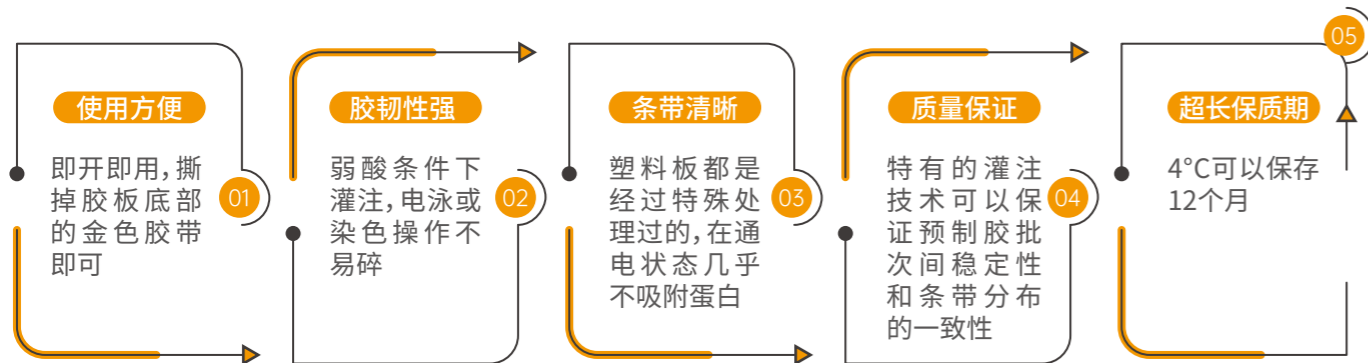 使用方便
即开即用，撕
掉胶板底部
的金色胶带
即可
01
胶韧性强
弱酸条件下
灌注，电泳或
染色操作不
易碎
02
条带清晰
塑料板都是
经过特殊处
理过的，在通
电状态几乎
不吸附蛋白
03
质量保证
特有的灌注
技术可以保
证预制胶批
次间稳定性
和条带分布
的一致性
04
超长保质期
4°C可以保存
12个月
05